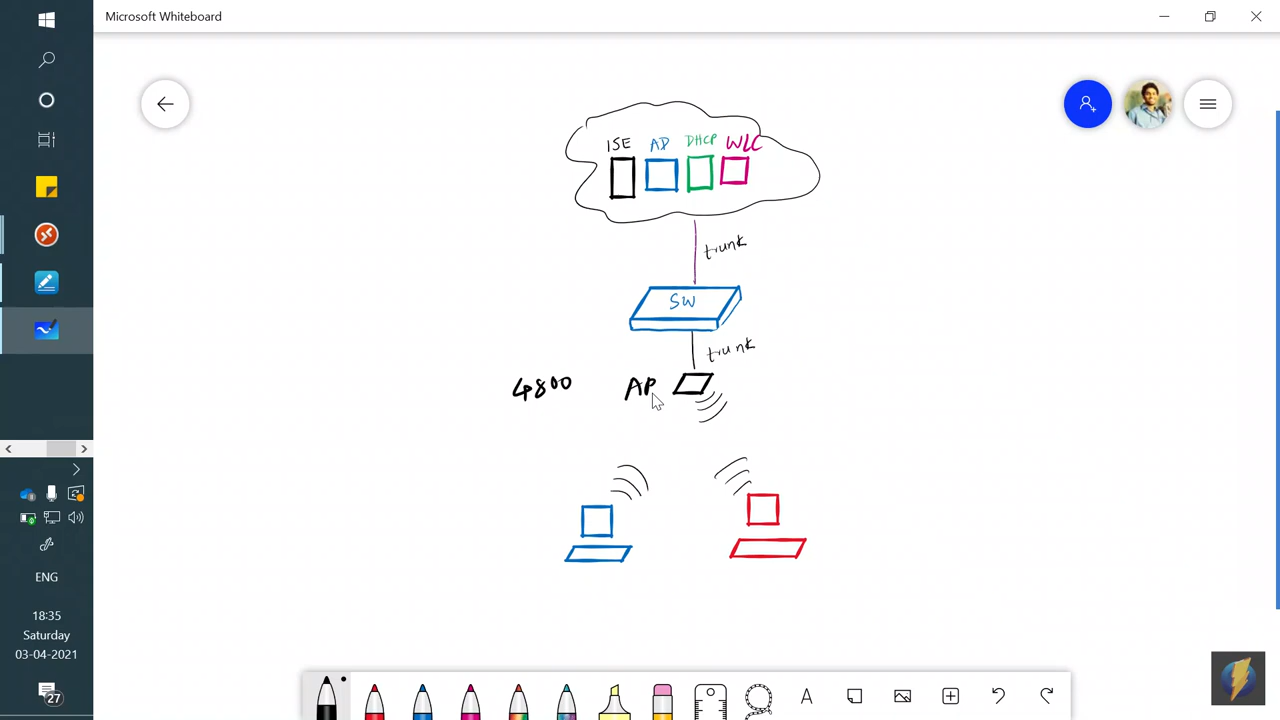 Microsoft Whiteboard
ISE AD DHCP WLC
trunk
SW
trunk
4800 AP
ENG
18:35
Saturday
03-04-2021
27
A